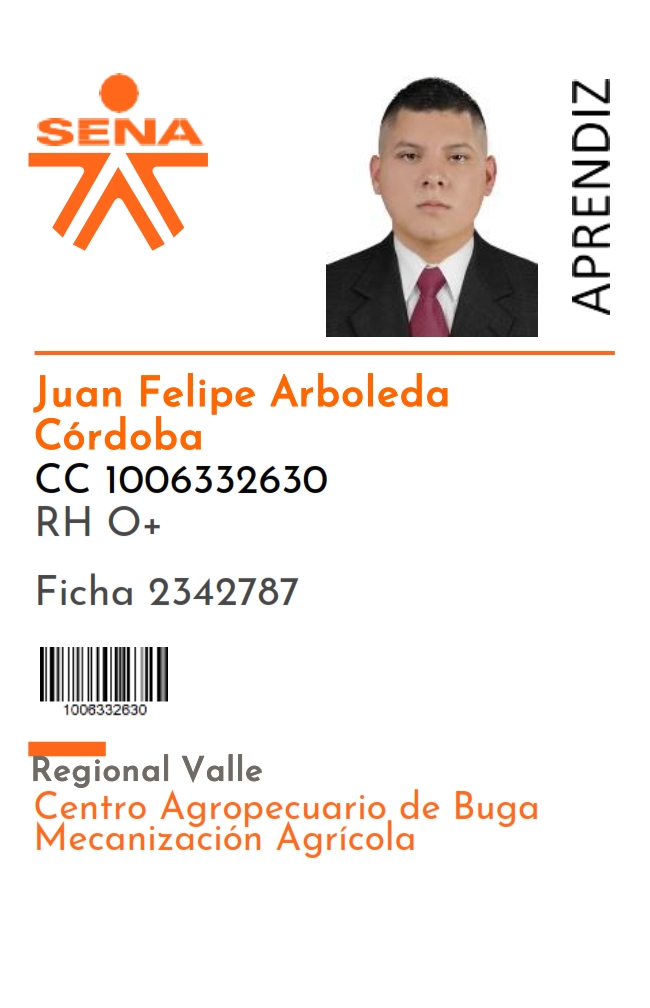 SENA
APRENDIZ
Juan Felipe Arboleda
Córdoba
CC 1006332630
RH O+
Ficha 2342787
1006332630
Regional Valle
Centro Agropecuario de Buga
Mecanización Agrícola